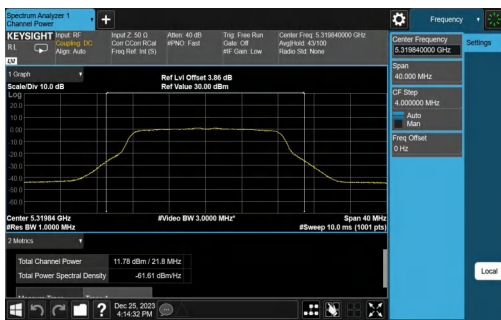 Spectrum Analyzer 1
Channel Power
Frequency
KEYSIGHT
RL
Input: RF
Coupling: DC
Align: Auto
Input Z: 50 Ω
Corr CCorr RCal
Freq Ref: Int (S)
Atten: 40 dB
#PNO: Fast
Trig: Free Run
Gate: Off
#IF Gain: Low
Center Freq: 5.319840000 GHz
Avg|Hold: 43/100
Radio Std: None
Center Frequency
5.319840000 GHz
Settings
Span
40.000 MHz
CF Step
4.000000 MHz
Auto
Man
Freq Offset
0 Hz
LXI
1 Graph
Scale/Div 10.0 dB
Ref Lvl Offset 3.86 dB
Ref Value 30.00 dBm
Log
20.0
10.0
0.00
-10.0
-20.0
-30.0
-40.0
-50.0
-60.0
Center 5.31984 GHz
#Video BW 3.0000 MHz*
Span 40 MHz
#Res BW 1.0000 MHz
#Sweep 10.0 ms (1001 pts)
2 Metrics
Total Channel Power
11.78 dBm / 21.8 MHz
Total Power Spectral Density
-61.61 dBm/Hz
Local
Dec 25, 2023
4:14:32 PM